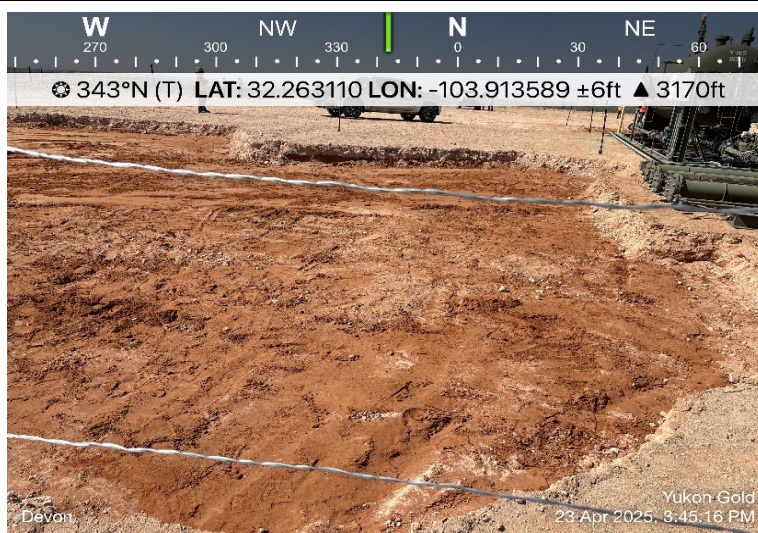 W NW N NE
270 300 330 0 30 60
343°N (T) LAT: 32.263110 LON: -103.913589 ±6ft ▲ 3170ft
Yukon Gold
Devon 23 Apr 2025, 3:45:16 PM